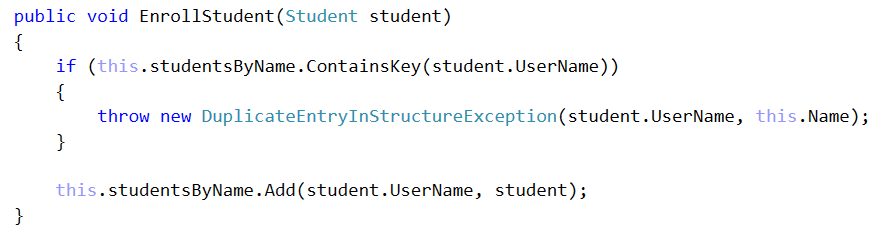 public void EnrollStudent(Student student)
{
    if (this.studentsByName.ContainsKey(student.UserName))
    {
        throw new DuplicateEntryInStructureException(student.UserName, this.Name);
    }

    this.studentsByName.Add(student.UserName, student);
}